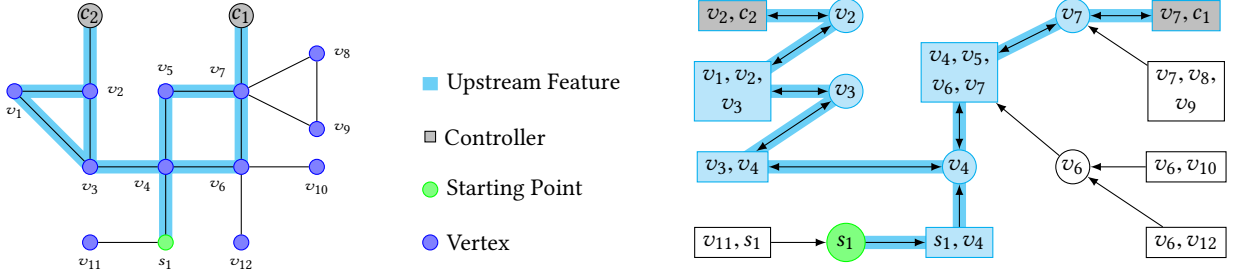 c₂
c₁
v₈
v₅
v₇
v₂
v₁
v₉
v₃
v₄
v₆
v₁₀
v₁₁
s₁
v₁₂
Upstream Feature
Controller
Starting Point
Vertex
v₂, c₂
v₂
v₇
v₇, c₁
v₁, v₂,
v₃
v₃
v₄, v₅,
v₆, v₇
v₇, v₈,
v₉
v₃, v₄
v₄
v₆
v₆, v₁₀
v₁₁, s₁
s₁
s₁, v₄
v₆, v₁₂